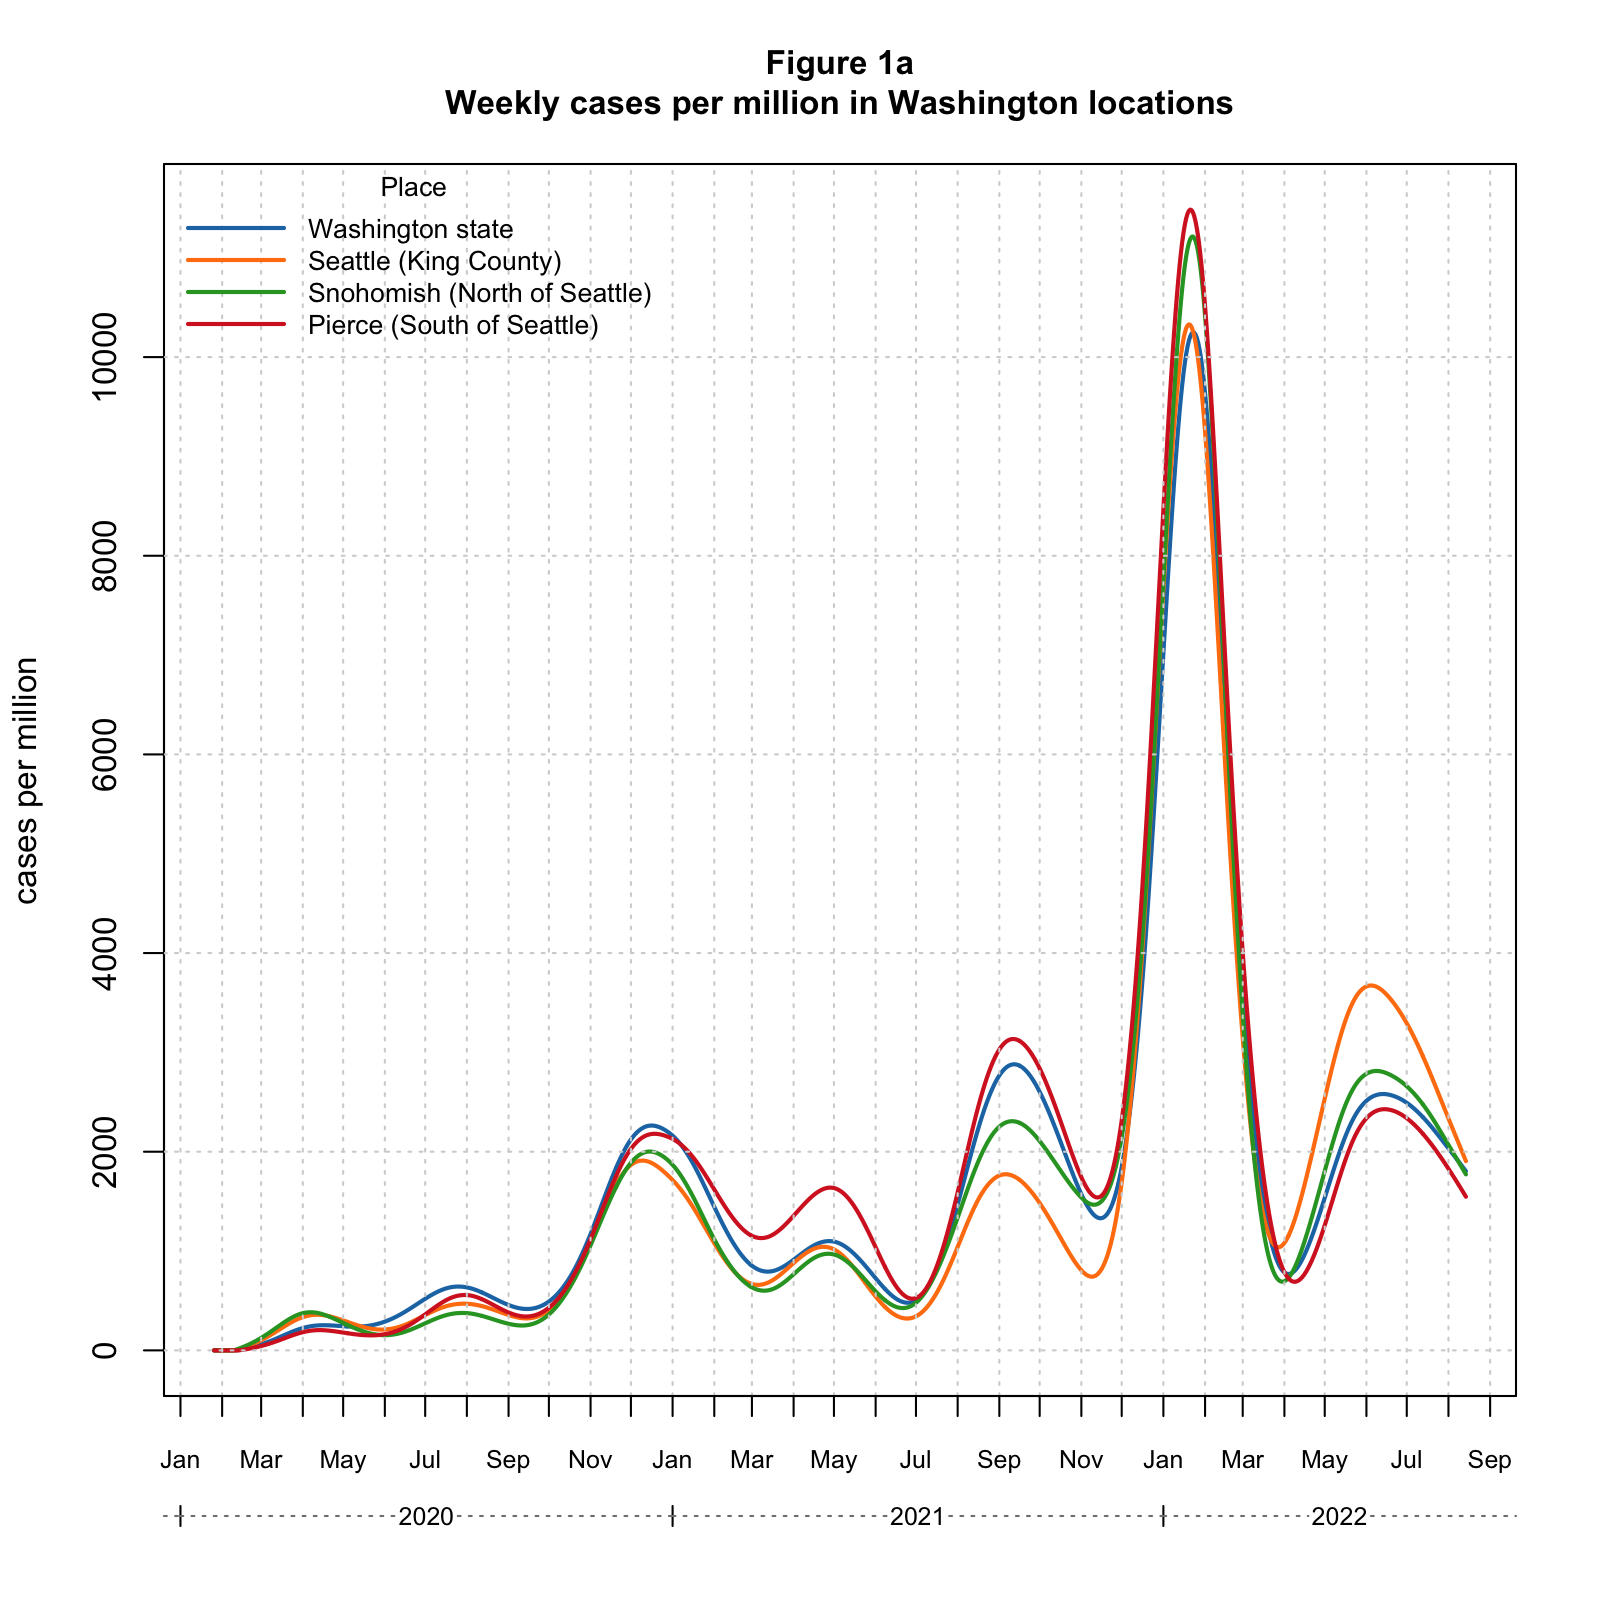 Figure 1a
Weekly cases per million in Washington locations
Place
Washington state
Seattle (King County)
Snohomish (North of Seattle)
Pierce (South of Seattle)
cases per million
10000
8000
6000
4000
2000
0
Jan Mar May Jul Sep Nov Jan Mar May Jul Sep Nov Jan Mar May Jul Sep
2020 2021 2022